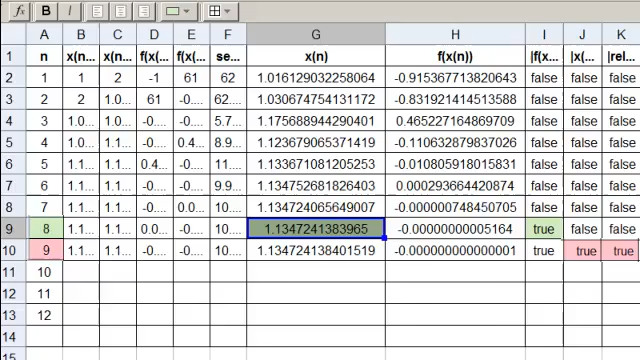 fx B I
A B C D E F G H I J K
1 n x(n... x(n... f(x(... f(x(... se... x(n) f(x(n)) |f(x... |x(... |rel...
2 1 1 2 -1 61 62 1.016129032258064 -0.915367713820643 false false false
3 2 2 1.0... 61 -0.... 62.... 1.030674754131172 -0.831921414513588 false false false
4 3 1.0... 1.0... -0.... -0.... 5.7... 1.175688944290401 0.465227164869709 false false false
5 4 1.0... 1.1... -0.... 0.4... 8.9... 1.123679065371419 -0.110632879837026 false false false
6 5 1.1... 1.1... 0.4... -0.... 11.... 1.133671081205253 -0.010805918015831 false false false
7 6 1.1... 1.1... -0.... -0.... 9.9... 1.134752681826403 0.000293664420874 false false false
8 7 1.1... 1.1... -0.... 0.0... 10.... 1.134724065649007 -0.000000748450705 false false false
9 8 1.1... 1.1... 0.0... -0.... 10.... 1.1347241383965 -0.00000000005164 true false false
10 9 1.1... 1.1... -0.... -0.... 10.... 1.134724138401519 -0.000000000000001 true true true
11 10
12 11
13 12
14
15